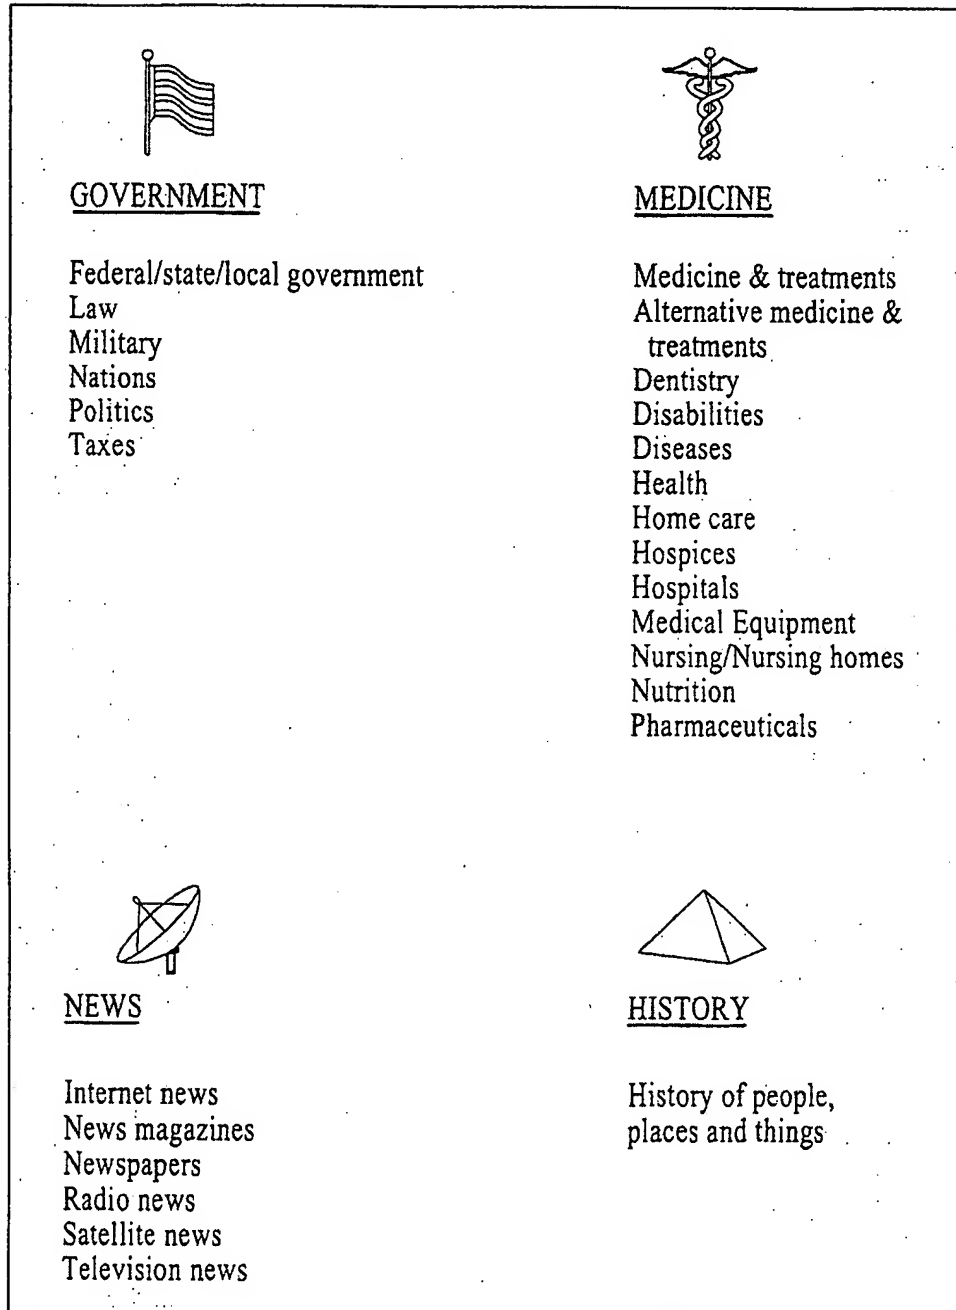 GOVERNMENT
Federal/state/local government
Law
Military
Nations
Politics
Taxes
MEDICINE
Medicine & treatments
Alternative medicine &
treatments
Dentistry
Disabilities
Diseases
Health
Home care
Hospices
Hospitals
Medical Equipment
Nursing/Nursing homes
Nutrition
Pharmaceuticals
NEWS
Internet news
News magazines
Newspapers
Radio news
Satellite news
Television news
HISTORY
History of people,
places and things